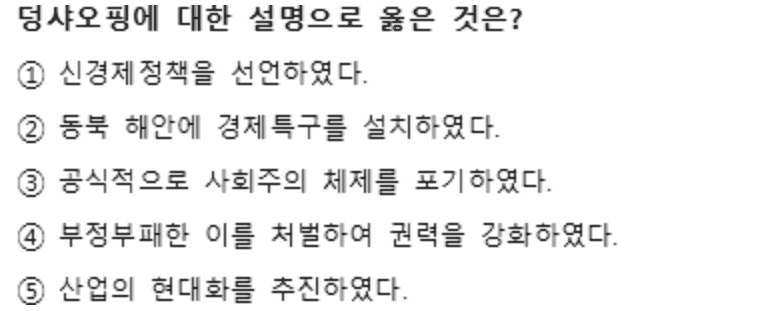 덩샤오핑에 대한 설명으로 옳은 것은?
① 신경제정책을 선언하였다.
② 동북 해안에 경제특구를 설치하였다.
③ 공식적으로 사회주의 체제를 포기하였다.
④ 부정부패한 이를 처벌하여 권력을 강화하였다.
⑤ 산업의 현대화를 추진하였다.